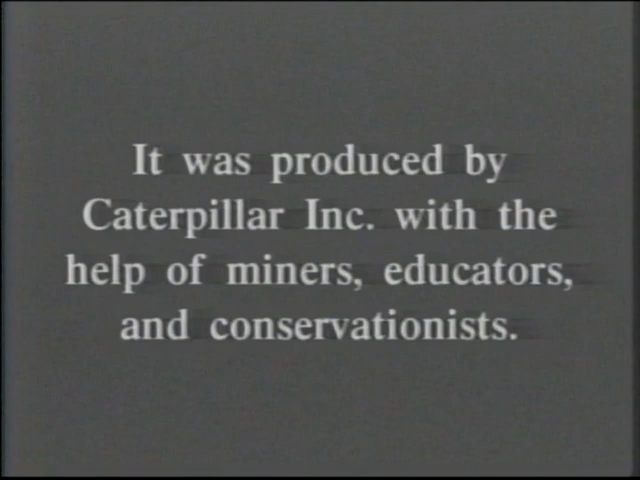 It was produced by
Caterpillar Inc. with the
help of miners, educators,
and conservationists.